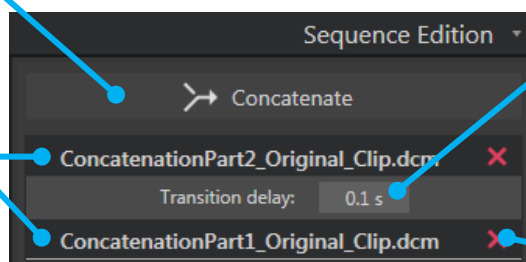 Sequence Edition
Concatenate
ConcatenationPart2_Original_Clip.dcm
Transition delay: 0.1 s
ConcatenationPart1_Original_Clip.dcm